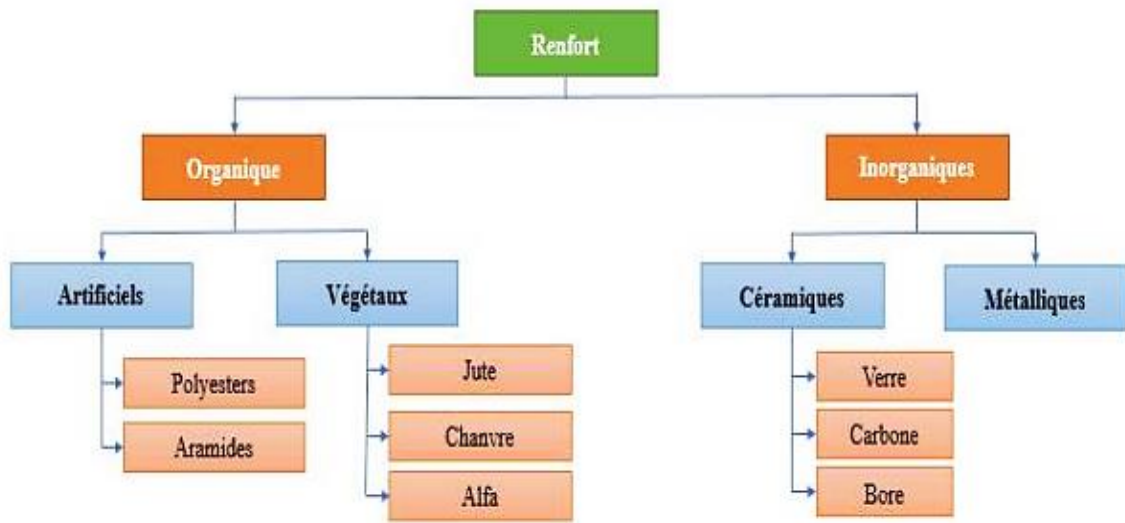 Renfort
Organique
Inorganiques
Artificiels
Végétaux
Céramiques
Métalliques
Polyesters
Aramides
Jute
Chanvre
Alfa
Verre
Carbone
Bore